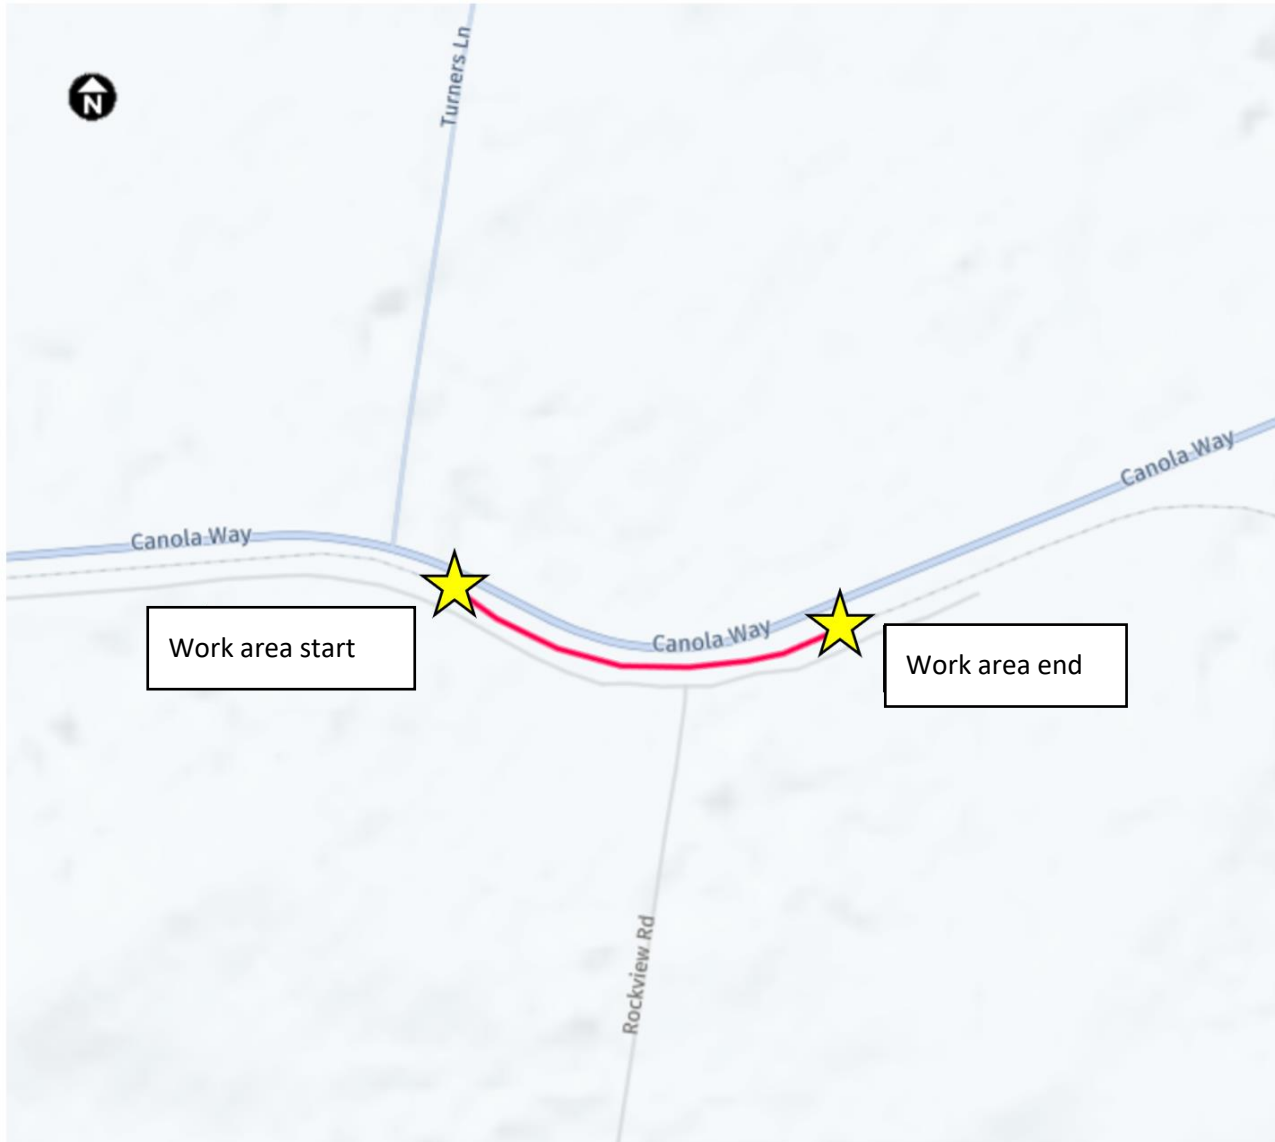 Turners Ln
N
Canola Way
Canola Way
Work area start
Canola Way
Work area end
Rockview Rd